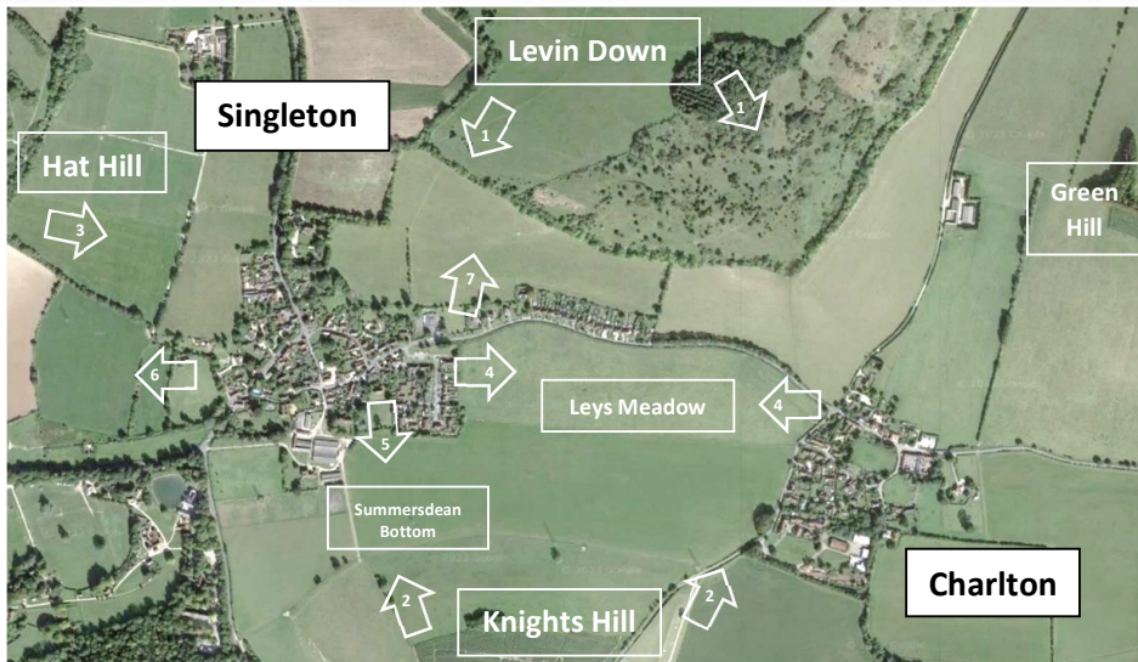 Levin Down
Singleton
1
1
Hat Hill
Green
Hill
3
7
6
4
Leys Meadow
4
5
Summersdean
Bottom
Charlton
2
Knights Hill
2